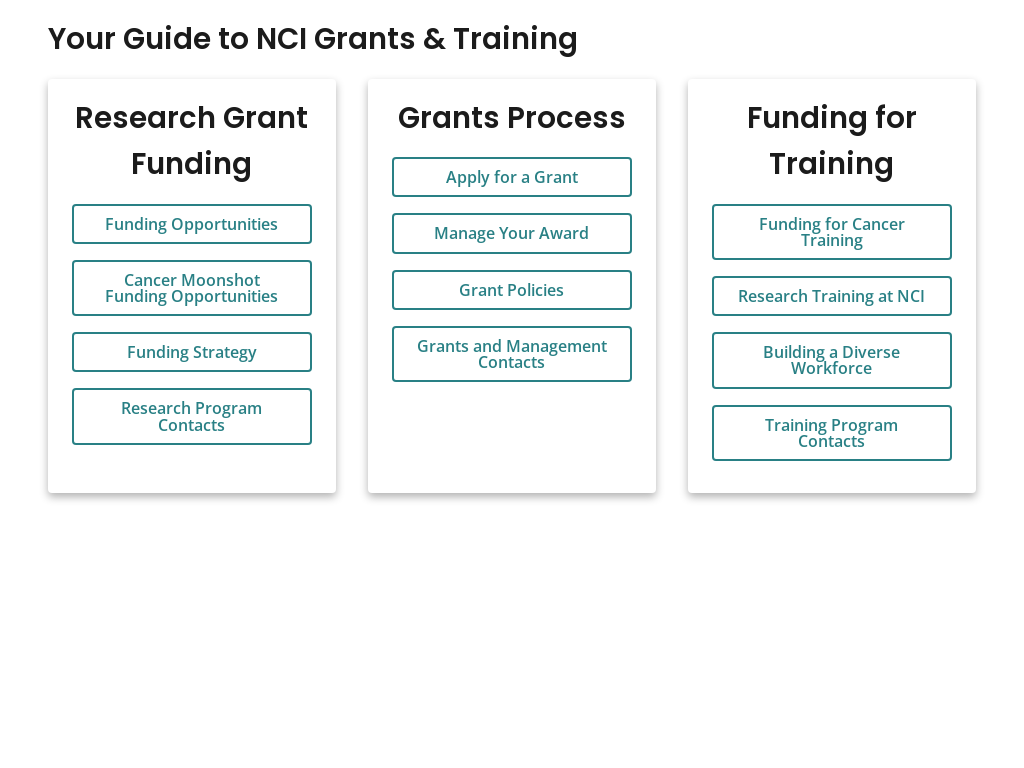 Your Guide to NCI Grants & Training
Research Grant
Funding
Funding Opportunities
Cancer Moonshot
Funding Opportunities
Funding Strategy
Research Program
Contacts
Grants Process
Apply for a Grant
Manage Your Award
Grant Policies
Grants and Management
Contacts
Funding for
Training
Funding for Cancer
Training
Research Training at NCI
Building a Diverse
Workforce
Training Program
Contacts